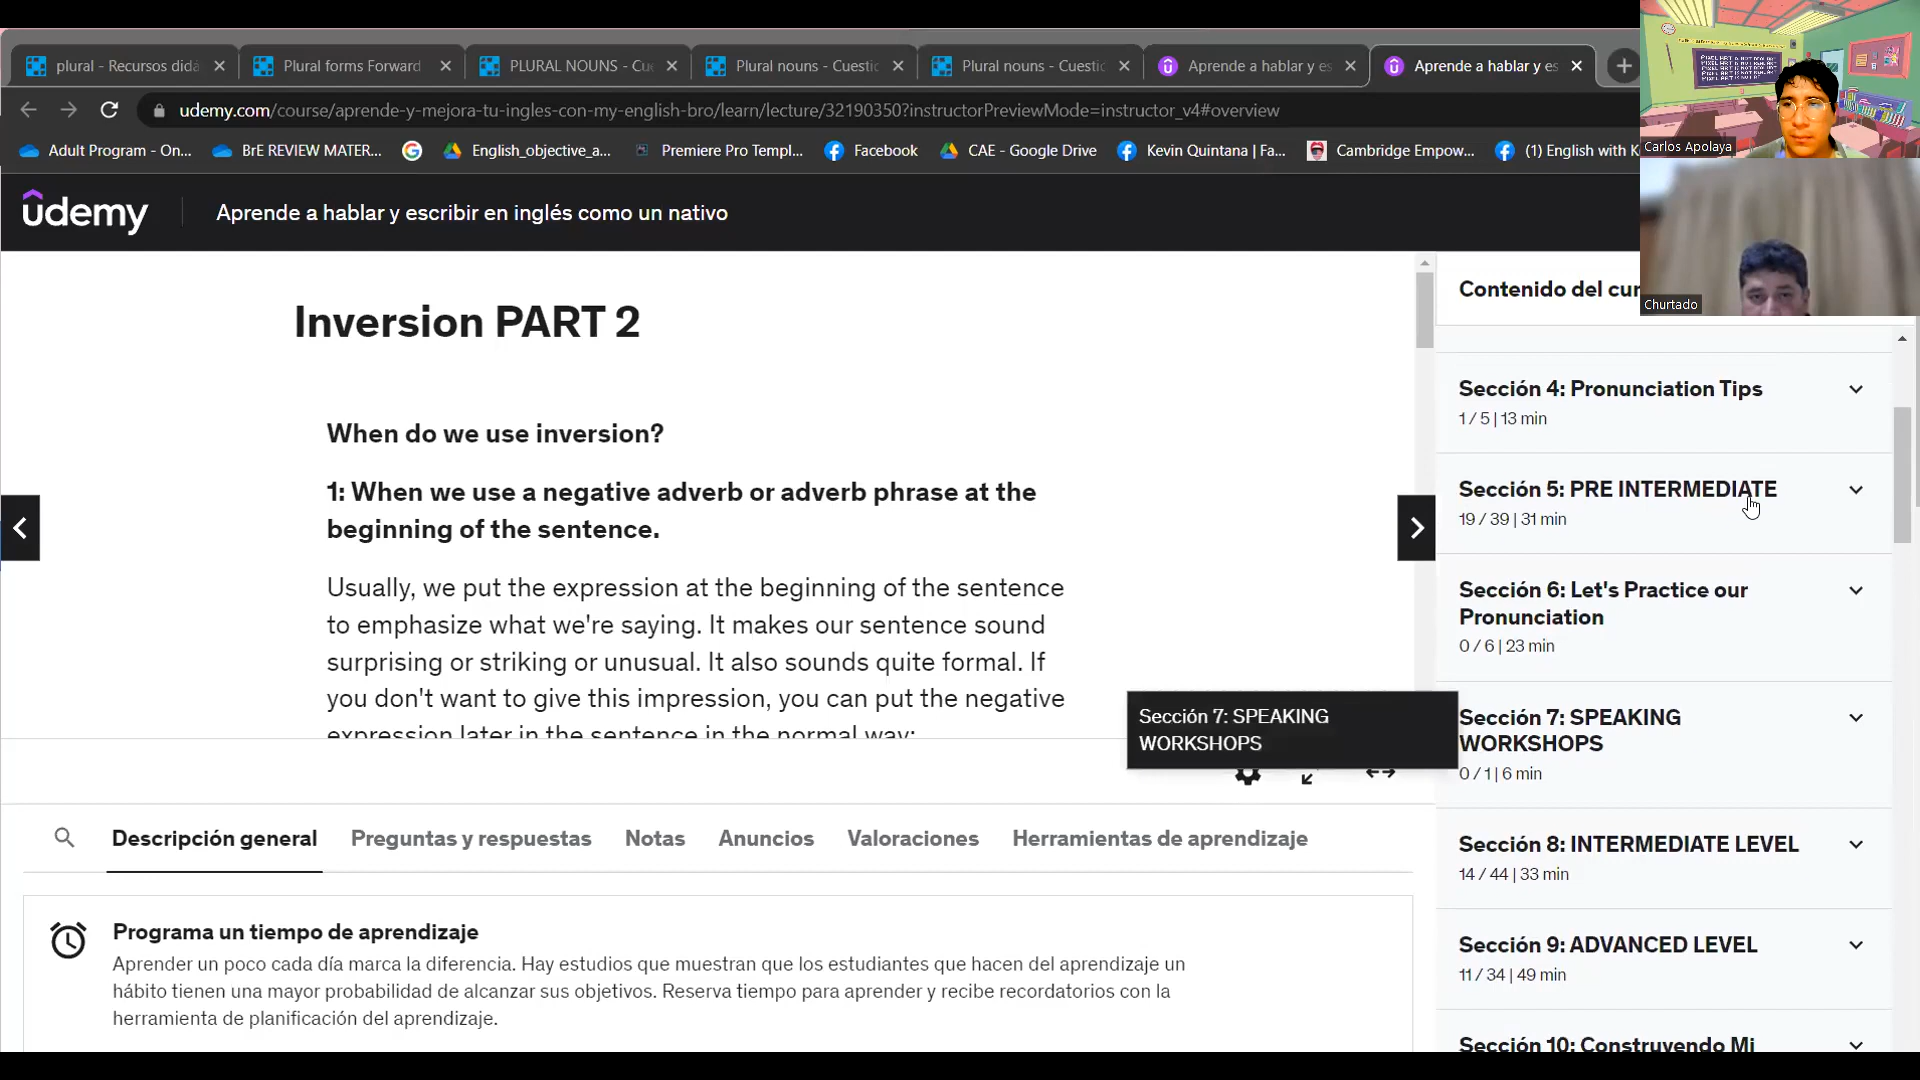 plural - Recursos didá
Plural forms Forward
PLURAL NOUNS - Cue
Plural nouns - Cuestic
Plural nouns - Cuestic
Aprende a hablar y es
Aprende a hablar y es
udemy.com/course/aprende-y-mejora-tu-ingles-con-my-english-bro/learn/lecture/32190350?instructorPreviewMode=instructor_v4#overview
Adult Program - On...
BrE REVIEW MATER...
English_objective_a...
Premiere Pro Templ...
Facebook
CAE - Google Drive
Kevin Quintana | Fa...
Cambridge Empow...
(1) English with K
Carlos Apolaya
Churtado
udemy
Aprende a hablar y escribir en inglés como un nativo
Inversion PART 2
When do we use inversion?
1: When we use a negative adverb or adverb phrase at the
beginning of the sentence.
Usually, we put the expression at the beginning of the sentence
to emphasize what we're saying. It makes our sentence sound
surprising or striking or unusual. It also sounds quite formal. If
you don't want to give this impression, you can put the negative
expression later in the sentence in the normal way:
Contenido del cur
Sección 4: Pronunciation Tips
1 / 5 | 13 min
Sección 5: PRE INTERMEDIATE
19 / 39 | 31 min
Sección 6: Let's Practice our
Pronunciation
0 / 6 | 23 min
Sección 7: SPEAKING
WORKSHOPS
Sección 7: SPEAKING
WORKSHOPS
0 / 1 | 6 min
Sección 8: INTERMEDIATE LEVEL
14 / 44 | 33 min
Sección 9: ADVANCED LEVEL
11 / 34 | 49 min
Sección 10: Construyendo Mi
Descripción general
Preguntas y respuestas
Notas
Anuncios
Valoraciones
Herramientas de aprendizaje
Programa un tiempo de aprendizaje
Aprender un poco cada día marca la diferencia. Hay estudios que muestran que los estudiantes que hacen del aprendizaje un
hábito tienen una mayor probabilidad de alcanzar sus objetivos. Reserva tiempo para aprender y recibe recordatorios con la
herramienta de planificación del aprendizaje.